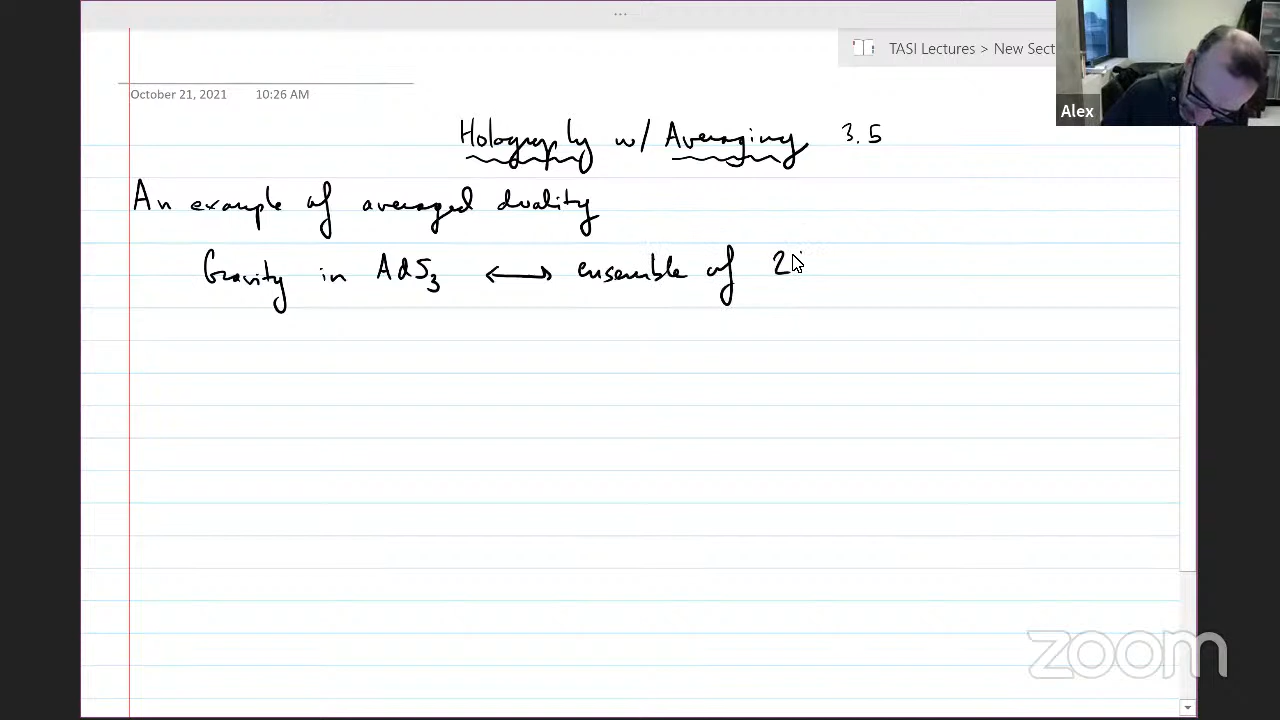 ...
TASI Lectures > New Sect
Alex
October 21, 2021 10:26 AM
Holography w/ Averaging 3.5
An example of averaged duality
Gravity in AdS3 ⟷ ensemble of 2
zoom